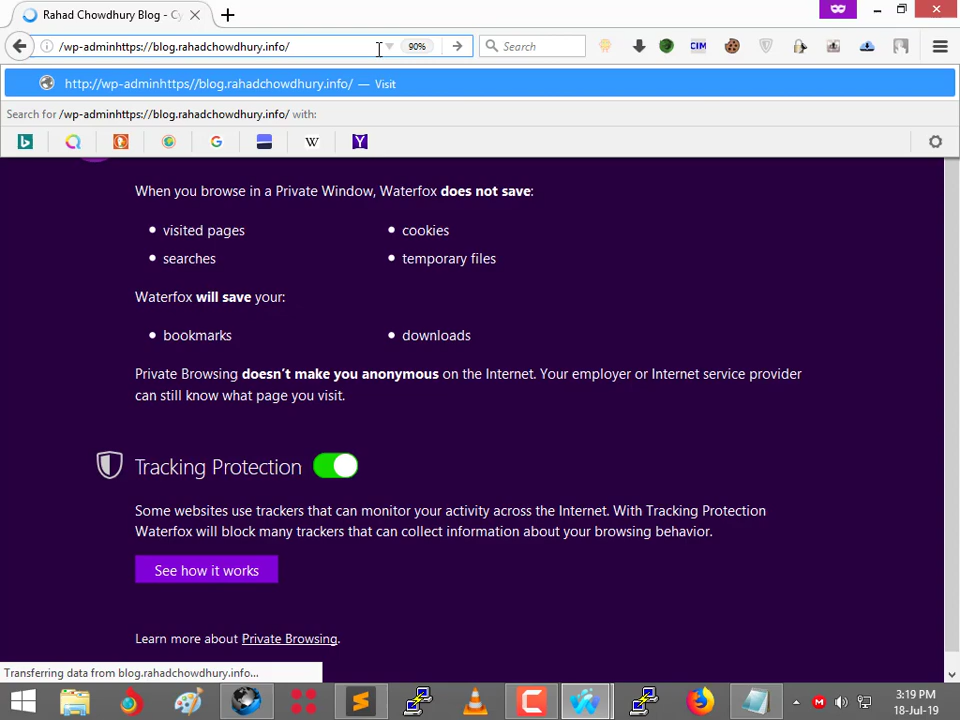 Rahad Chowdhury Blog - Cy
/wp-adminhttps://blog.rahadchowdhury.info/
90%
Search
CIM
http://wp-adminhttps//blog.rahadchowdhury.info/ — Visit
Search for /wp-adminhttps://blog.rahadchowdhury.info/ with:
When you browse in a Private Window, Waterfox does not save:
visited pages
cookies
searches
temporary files
Waterfox will save your:
bookmarks
downloads
Private Browsing doesn't make you anonymous on the Internet. Your employer or Internet service provider
can still know what page you visit.
Tracking Protection
Some websites use trackers that can monitor your activity across the Internet. With Tracking Protection
Waterfox will block many trackers that can collect information about your browsing behavior.
See how it works
Learn more about Private Browsing.
Transferring data from blog.rahadchowdhury.info...
3:19 PM
18-Jul-19